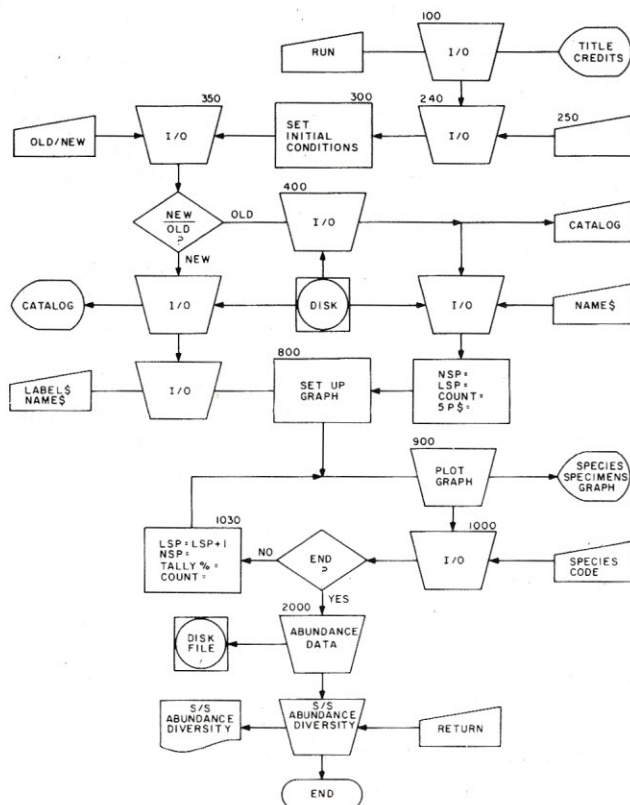 100
RUN
I/O
TITLE
CREDITS
350
300
240
250
OLD/NEW
I/O
SET
INITIAL
CONDITIONS
I/O
NEW
OLD
?
OLD
400
I/O
CATALOG
NEW
CATALOG
I/O
DISK
I/O
NAME$
800
LABEL$
NAME$
I/O
SET UP
GRAPH
NSP=
LSP=
COUNT=
SP$=
900
PLOT
GRAPH
SPECIES
SPECIMENS
GRAPH
1030
1000
LSP=LSP+1
NSP=
TALLY%=
COUNT=
NO
END
?
I/O
SPECIES
CODE
YES
2000
DISK
FILE
ABUNDANCE
DATA
S/S
ABUNDANCE
DIVERSITY
S/S
ABUNDANCE
DIVERSITY
RETURN
END